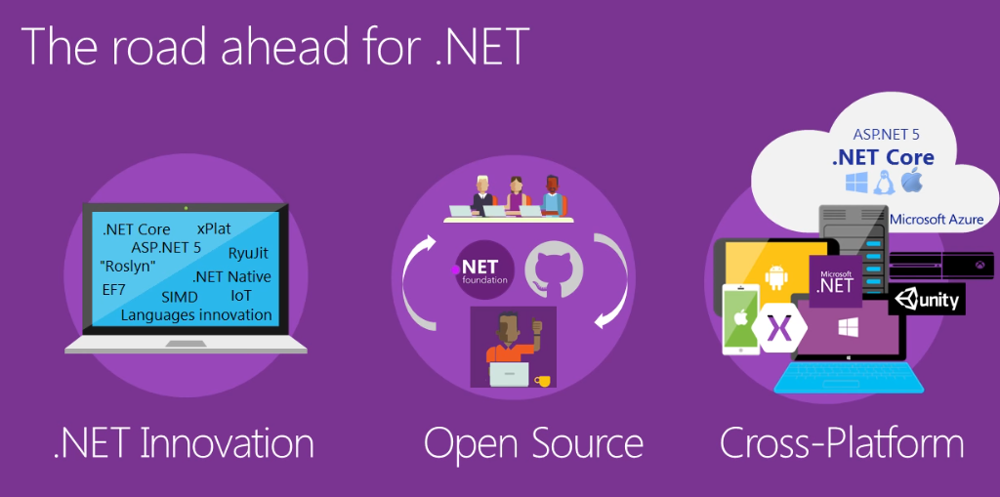 The road ahead for .NET
.NET Core xPlat
ASP.NET 5
RyuJit
"Roslyn"
.NET Native
EF7
SIMD
IoT
Languages innovation
.NET Innovation
.NET
foundation
Open Source
ASP.NET 5
.NET Core
Microsoft Azure
Microsoft
.NET
unity
Cross-Platform